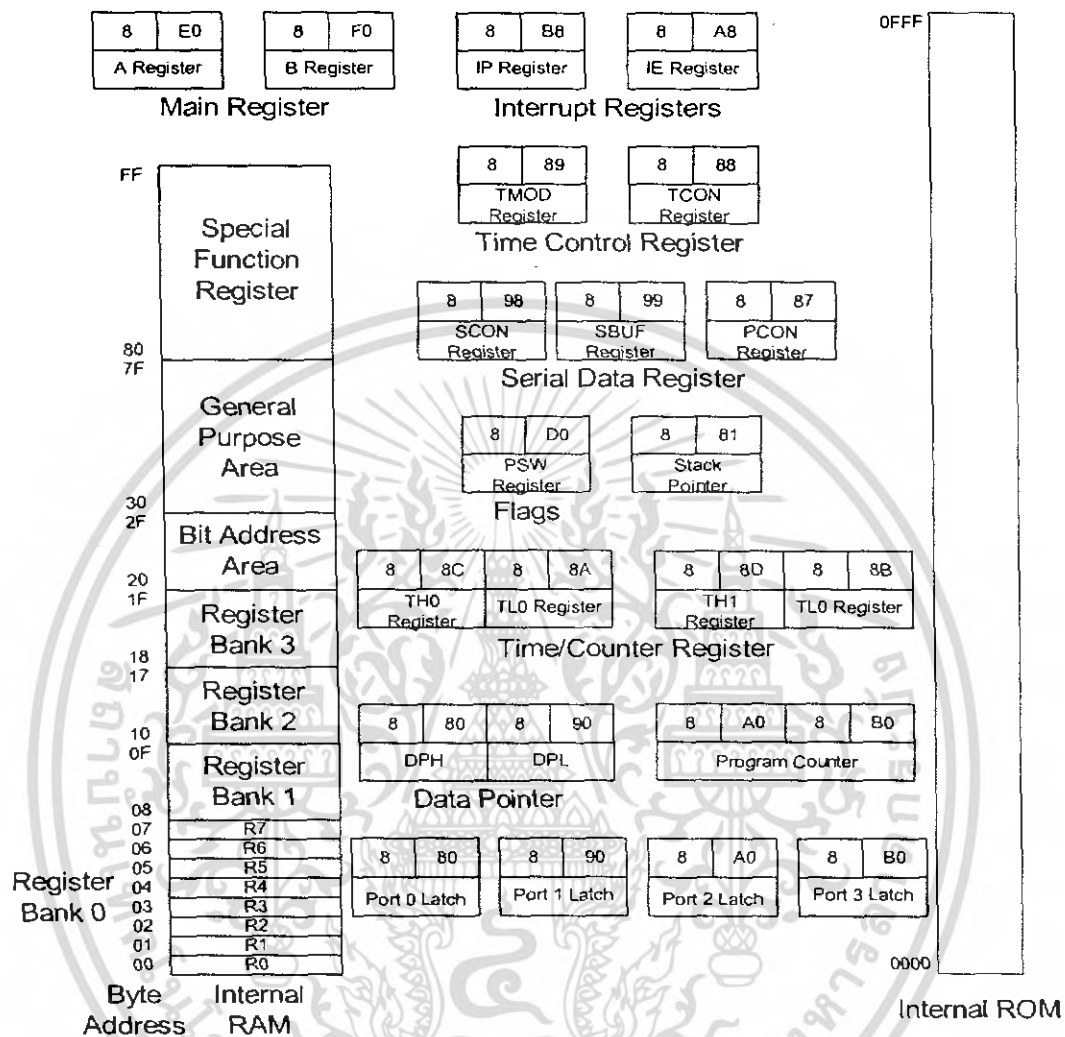 8 E0
A Register
8 F0
B Register
Main Register
8 B8
IP Register
8 A8
IE Register
Interrupt Registers
8 89
TMOD
Register
8 88
TCON
Register
Time Control Register
8 98
SCON
Register
8 99
SBUF
Register
8 87
PCON
Register
Serial Data Register
8 D0
PSW
Register
Flags
8 81
Stack
Pointer
8 8C
TH0
Register
8 8A
TL0 Register
8 8D
TH1
Register
8 8B
TL0 Register
Time/Counter Register
8 80
DPH
8 90
DPL
Data Pointer
8 A0 8 B0
Program Counter
8 80
Port 0 Latch
8 90
Port 1 Latch
8 A0
Port 2 Latch
8 B0
Port 3 Latch
FF
Special
Function
Register
80
7F
General
Purpose
Area
30
2F
Bit Address
Area
20
1F
Register
Bank 3
18
17
Register
Bank 2
10
0F
Register
Bank 1
08
07 R7
06 R6
05 R5
04 R4
03 R3
02 R2
01 R1
00 R0
Register
Bank 0
Byte
Address
Internal
RAM
0FFF
0000
Internal ROM